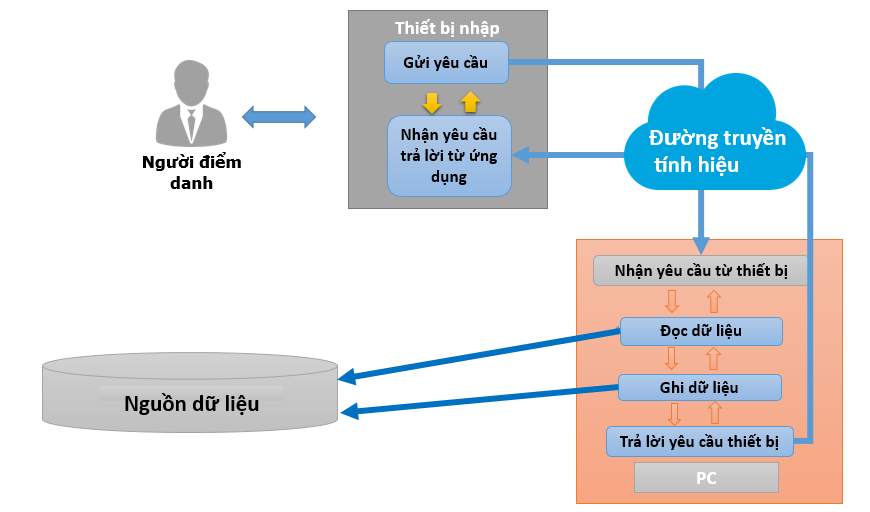 Thiết bị nhập
Gửi yêu cầu
Nhận yêu cầu
trả lời từ ứng
dụng
Người điểm
danh
Đường truyền
tính hiệu
Nhận yêu cầu từ thiết bị
Đọc dữ liệu
Ghi dữ liệu
Trả lời yêu cầu thiết bị
PC
Nguồn dữ liệu